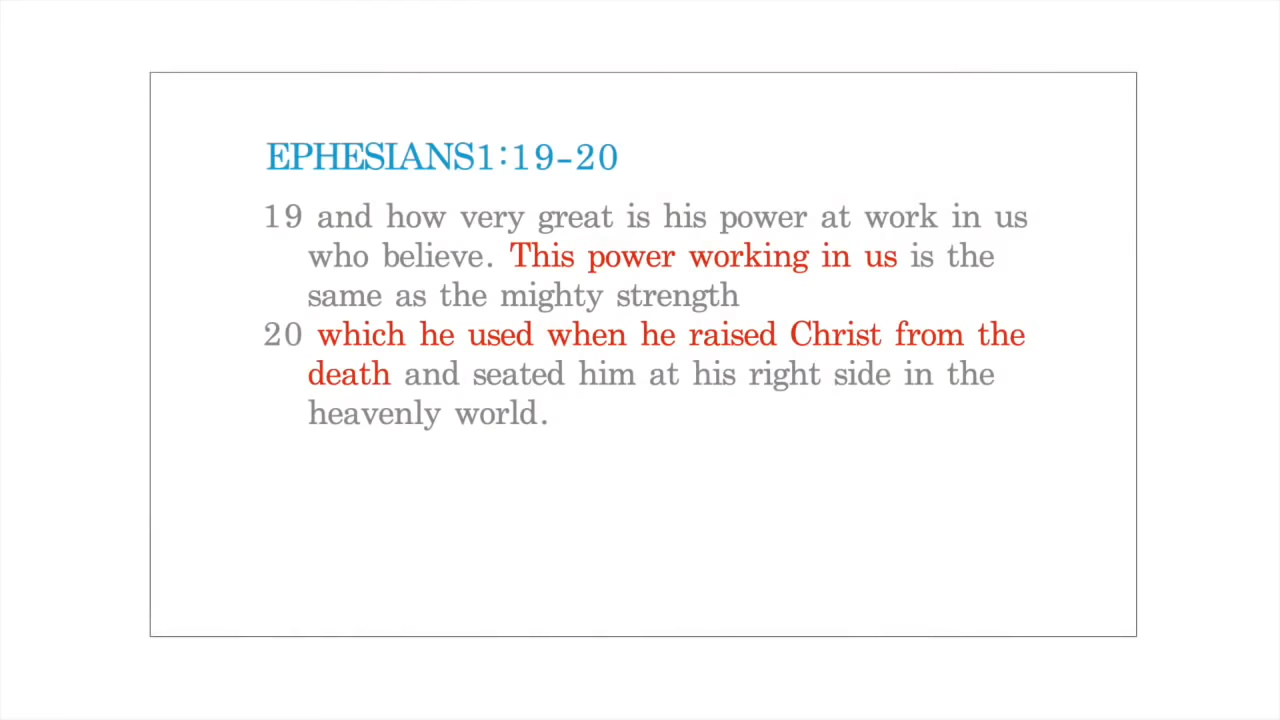 EPHESIANS1:19-20
19 and how very great is his power at work in us
who believe. This power working in us is the
same as the mighty strength
20 which he used when he raised Christ from the
death and seated him at his right side in the
heavenly world.